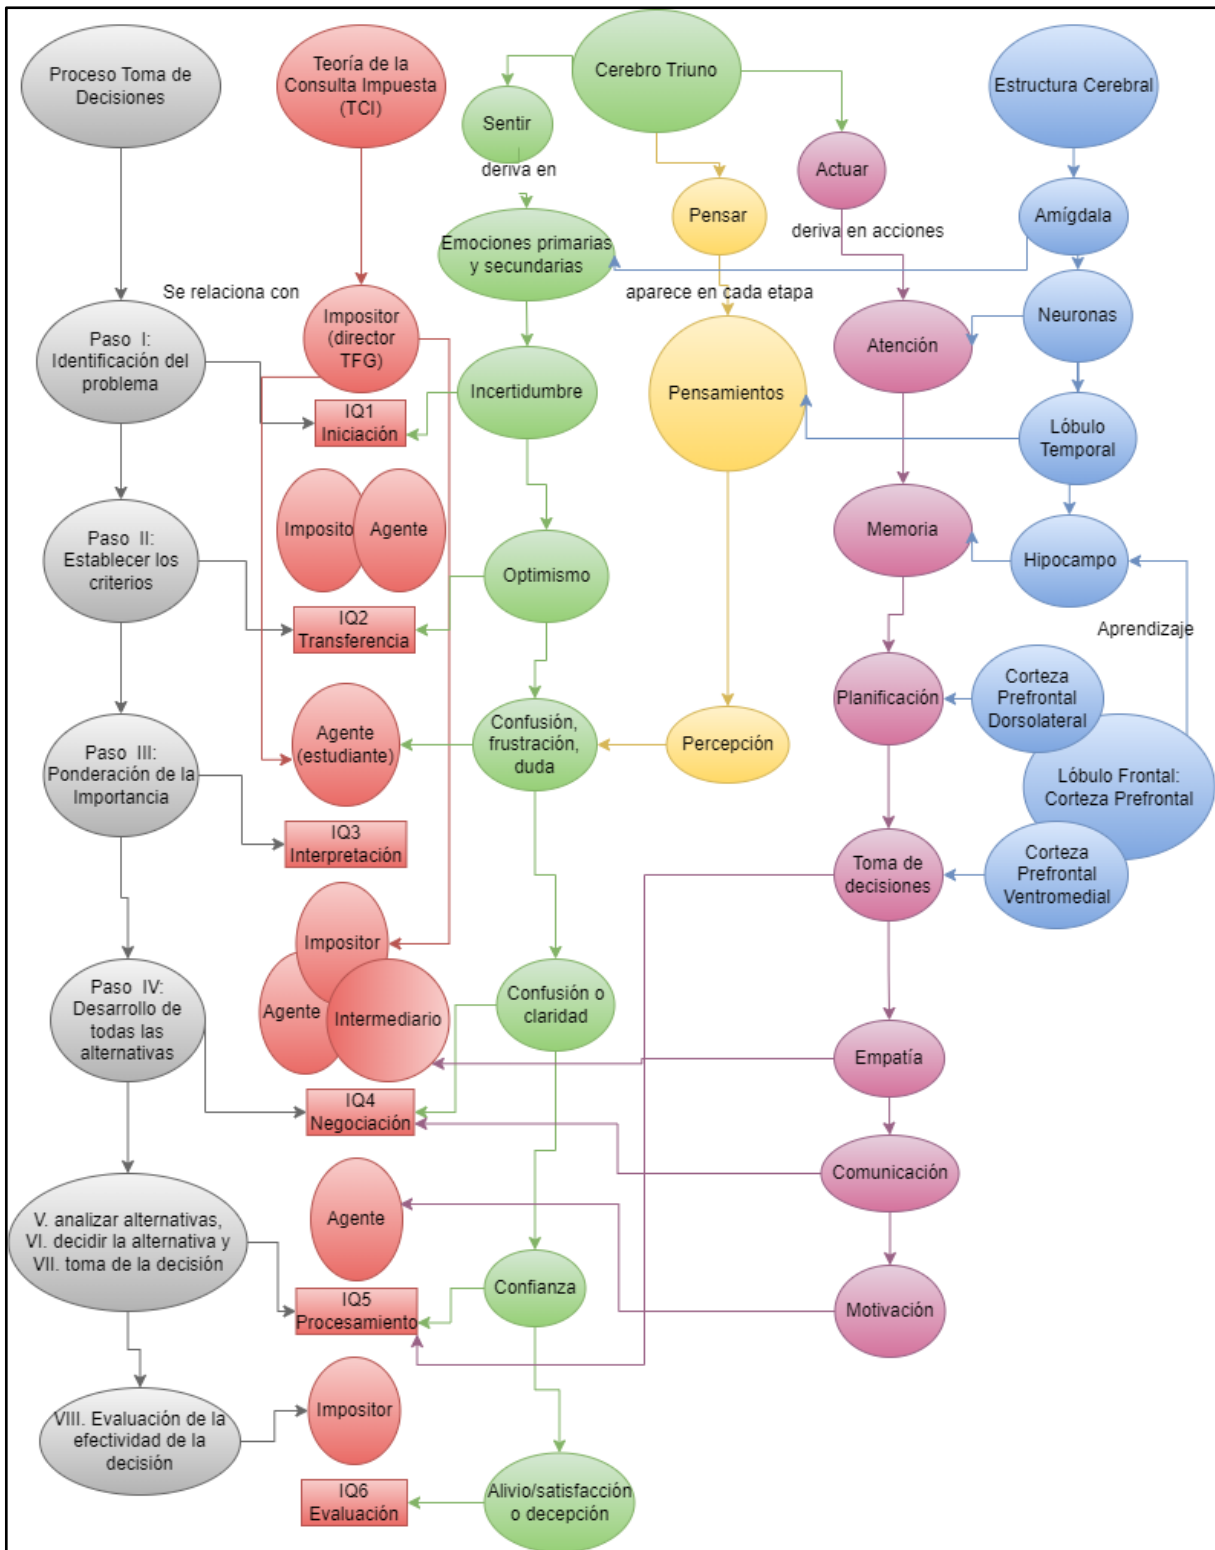 Proceso Toma de
Decisiones
Teoría de la
Consulta Impuesta
(TCI)
Cerebro Triuno
Estructura Cerebral
Sentir
deriva en
Actuar
Pensar
Amígdala
deriva en acciones
Emociones primarias
y secundarias
Se relaciona con
aparece en cada etapa
Paso I:
Identificación del
problema
Impositor
(director
TFG)
Neuronas
Atención
Incertidumbre
Pensamientos
IQ1
Iniciación
Lóbulo
Temporal
Impositor
Agente
Memoria
Paso II:
Establecer los
criterios
Optimismo
Hipocampo
IQ2
Transferencia
Aprendizaje
Planificación
Corteza
Prefrontal
Dorsolateral
Agente
(estudiante)
Confusión,
frustración,
duda
Percepción
Paso III:
Ponderación de la
Importancia
Lóbulo Frontal:
Corteza Prefrontal
IQ3
Interpretación
Toma de
decisiones
Corteza
Prefrontal
Ventromedial
Impositor
Agente
Intermediario
Paso IV:
Desarrollo de
todas las
alternativas
Confusión o
claridad
Empatía
IQ4
Negociación
Comunicación
V. analizar alternativas,
VI. decidir la alternativa y
VII. toma de la decisión
Agente
Confianza
IQ5
Procesamiento
Motivación
VIII. Evaluación de la
efectividad de la
decisión
Impositor
IQ6
Evaluación
Alivio/satisfacción
o decepción